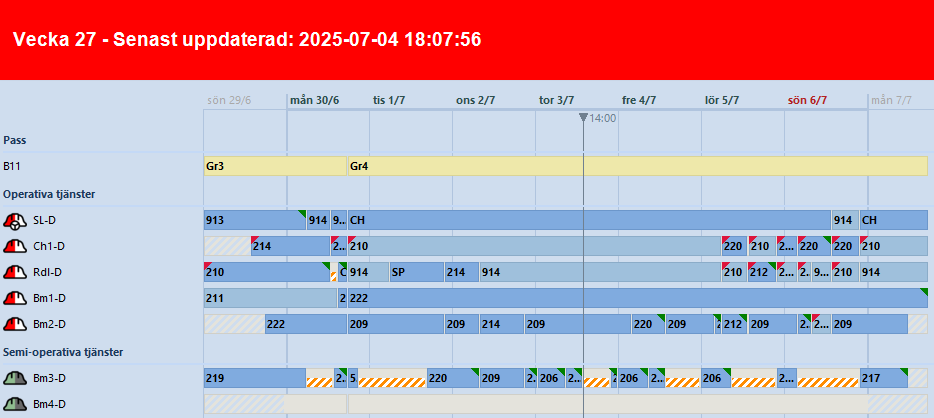 Vecka 27 - Senast uppdaterad: 2025-07-04 18:07:56
sön 29/6 mån 30/6 tis 1/7 ons 2/7 tor 3/7 fre 4/7 lör 5/7 sön 6/7 mån 7/7
14:00
Pass
B11 Gr3 Gr4
Operativa tjänster
SL-D 913 914 9... CH 914 CH
Ch1-D 214 2... 210 220 210 2... 220 220 210
Rdl-D 210 C 914 SP 214 914 210 212 2... 2. 9... 210 914
Bm1-D 211 2 222
Bm2-D 222 209 209 214 209 220 209 2 212 209 2. 2... 209
Semi-operativa tjänster
Bm3-D 219 2. 5 220 209 2. 206 2... 206 2... 206 2... 217
Bm4-D